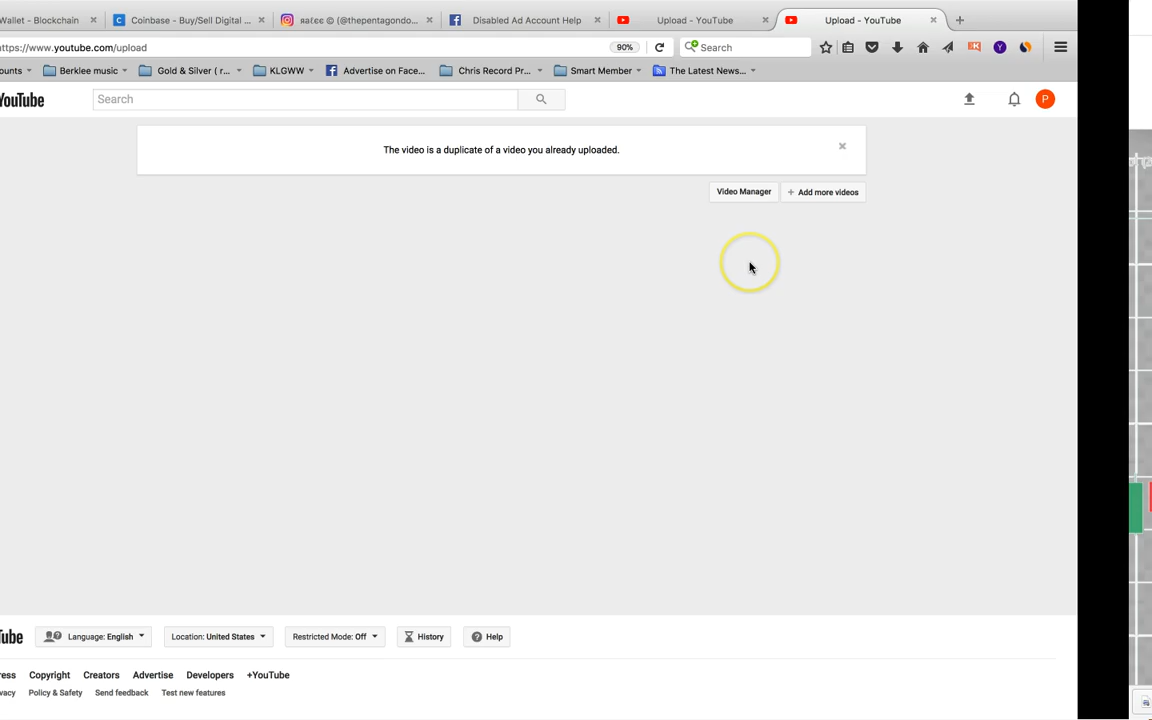 Wallet - Blockchain
Coinbase - Buy/Sell Digital ...
(@thepentagondo...
Disabled Ad Account Help
Upload - YouTube
Upload - YouTube
https://www.youtube.com/upload
90%
Search
ounts
Berklee music
Gold & Silver ( r...
KLGWW
Advertise on Face...
Chris Record Pr...
Smart Member
The Latest News...
YouTube
Search
P
The video is a duplicate of a video you already uploaded.
Video Manager
+ Add more videos
Tube
Language: English
Location: United States
Restricted Mode: Off
History
Help
ress
Copyright
Creators
Advertise
Developers
+YouTube
vacy
Policy & Safety
Send feedback
Test new features